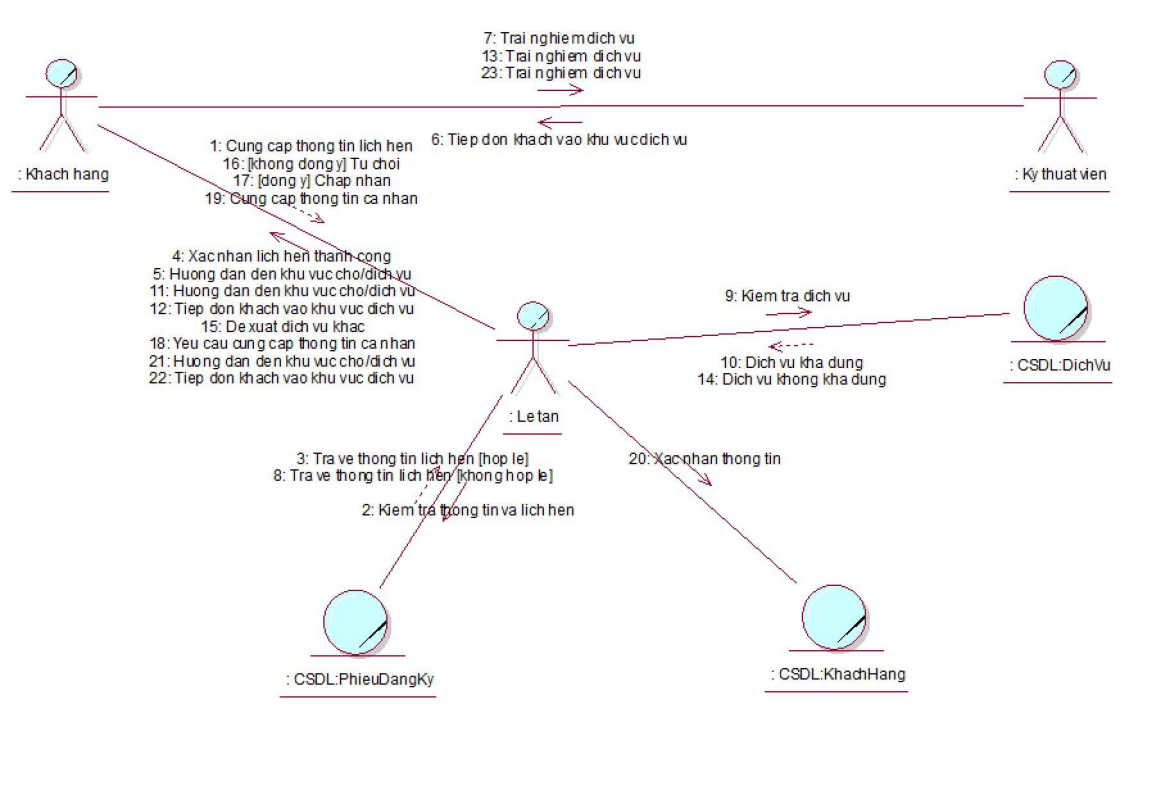 7: Trai nghiem dich vu
13: Trai nghiem dich vu
23: Trai nghiem dich vu
6: Tiep don khach vao khu vuc dich vu
: Khach hang
: Ky thuat vien
1: Cung cap thong tin lich hen
16: [khong dong y] Tu choi
17: [dong y] Chap nhan
19: Cung cap thong tin ca nhan
4: Xac nhan lich hen thanh cong
5: Huong dan den khu vuc cho/dich vu
11: Huong dan den khu vuc cho/dich vu
12: Tiep don khach vao khu vuc dich vu
15: De xuat dich vu khac
18: Yeu cau cung cap thong tin ca nhan
21: Huong dan den khu vuc cho/dich vu
22: Tiep don khach vao khu vuc dich vu
9: Kiem tra dich vu
10: Dich vu kha dung
14: Dich vu khong kha dung
: CSDL:DichVu
: Le tan
3: Tra ve thong tin lich hen [hop le]
8: Tra ve thong tin lich hen [khong hop le]
2: Kiem tra thong tin va lich hen
20: Xac nhan thong tin
: CSDL:PhieuDangKy
: CSDL:KhachHang